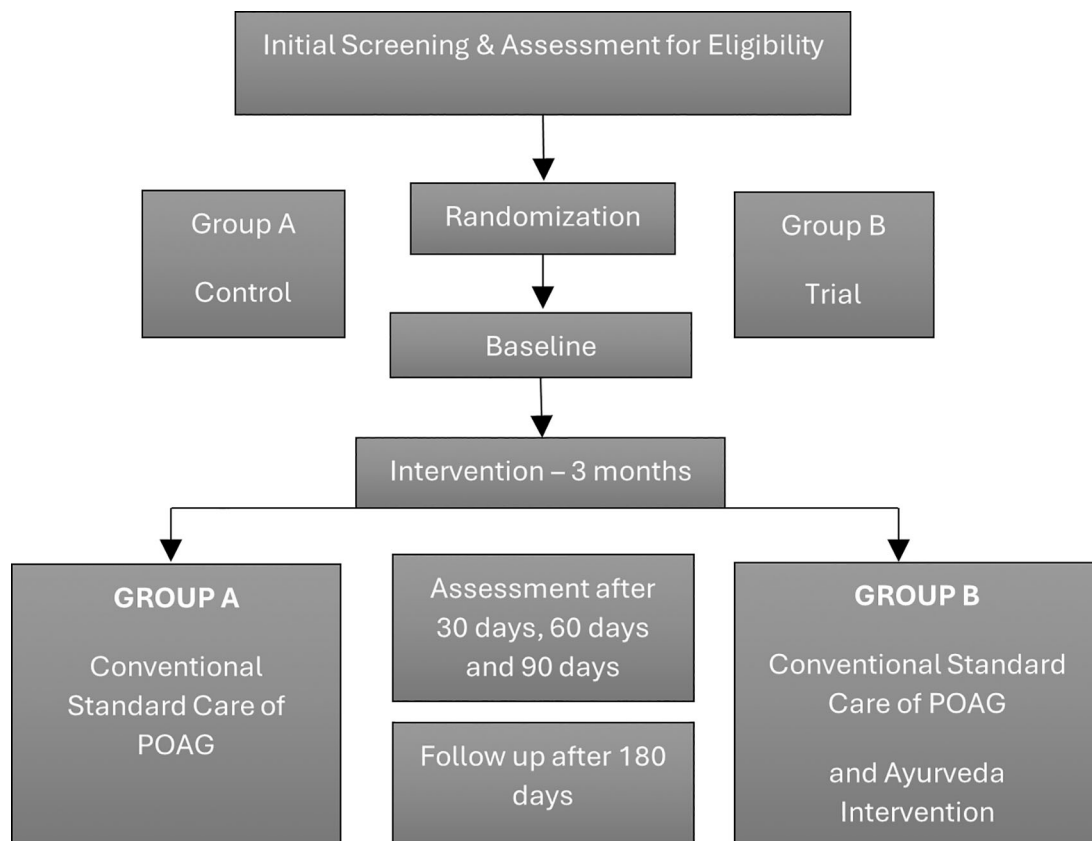 Initial Screening & Assessment for Eligibility
Group A
Control
Randomization
Group B
Trial
Baseline
Intervention – 3 months
GROUP A
Conventional
Standard Care of
POAG
Assessment after
30 days, 60 days
and 90 days
Follow up after 180
days
GROUP B
Conventional Standard
Care of POAG
and Ayurveda
Intervention